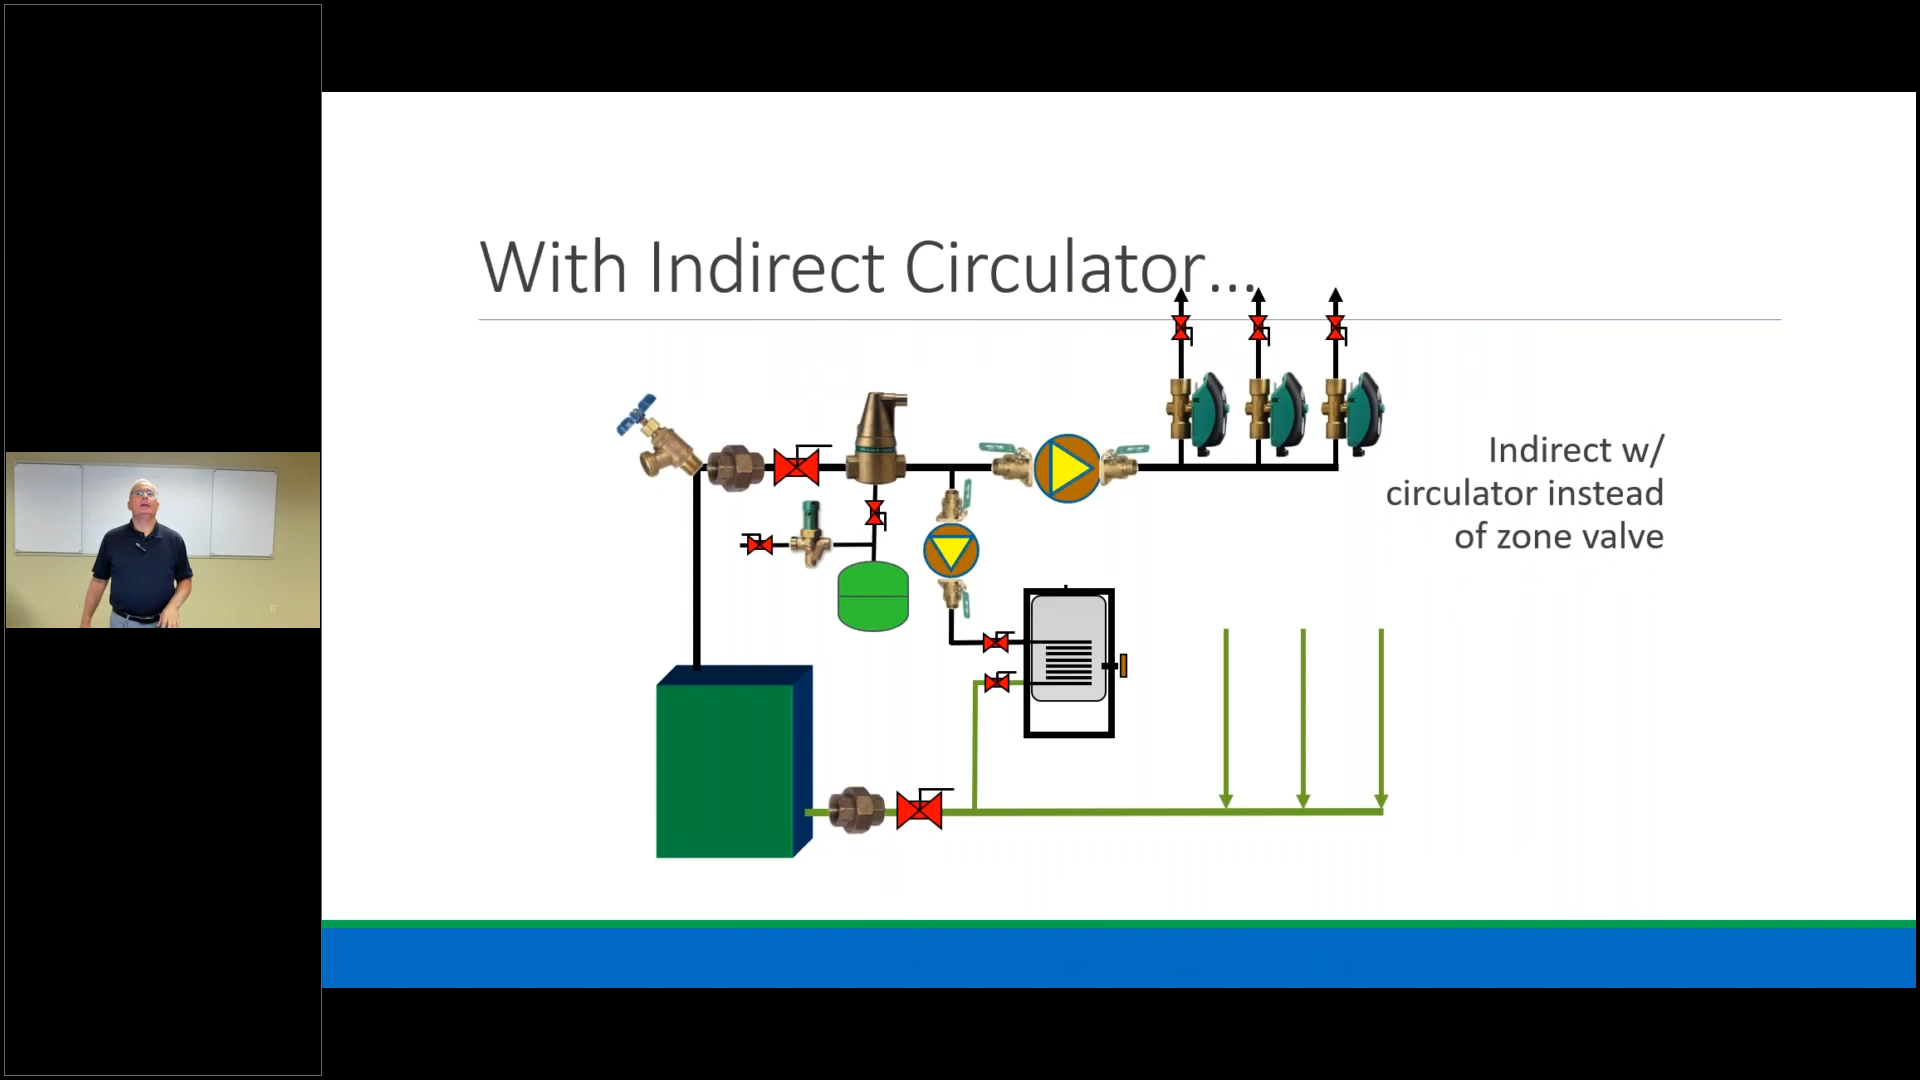 With Indirect Circulator...
Indirect w/
circulator instead
of zone valve